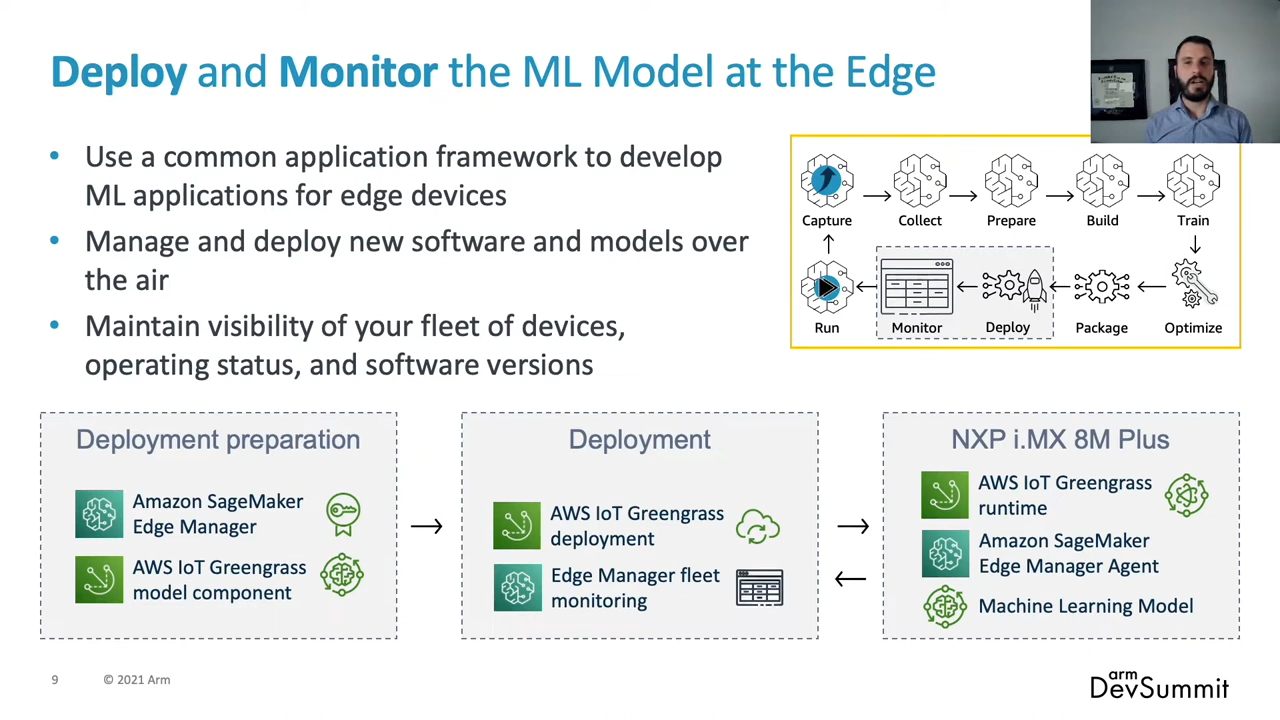 Deploy and Monitor the ML Model at the Edge
• Use a common application framework to develop
ML applications for edge devices
• Manage and deploy new software and models over
the air
• Maintain visibility of your fleet of devices,
operating status, and software versions
Capture
Collect
Prepare
Build
Train
Run
Monitor
Deploy
Package
Optimize
Deployment preparation
Amazon SageMaker
Edge Manager
AWS IoT Greengrass
model component
Deployment
AWS IoT Greengrass
deployment
Edge Manager fleet
monitoring
NXP i.MX 8M Plus
AWS IoT Greengrass
runtime
Amazon SageMaker
Edge Manager Agent
Machine Learning Model
9
© 2021 Arm
arm
DevSummit